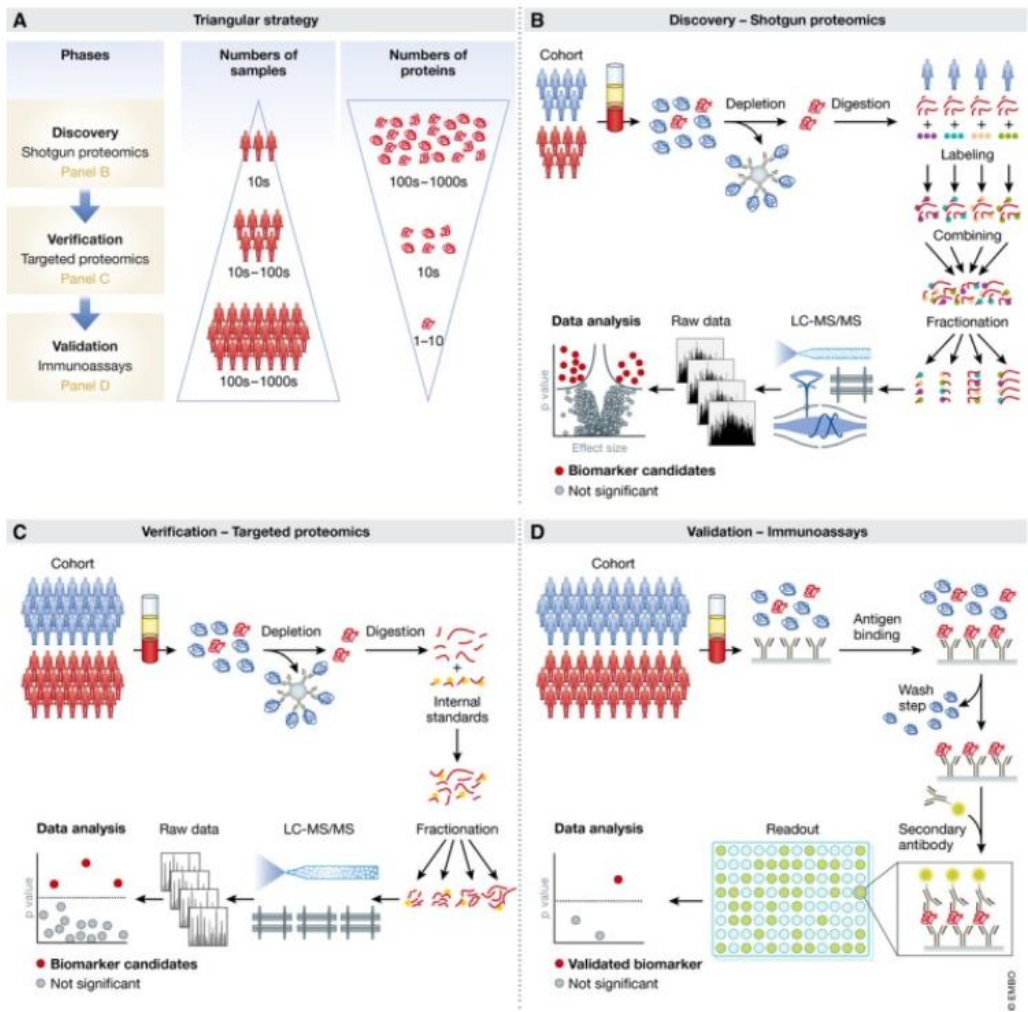 A
Triangular strategy
Phases
Numbers of
samples
Numbers of
proteins
Discovery
Shotgun proteomics
Panel B
10s
100s–1000s
Verification
Targeted proteomics
Panel C
10s–100s
10s
Validation
Immunoassays
Panel D
100s–1000s
1–10
B
Discovery – Shotgun proteomics
Cohort
Depletion
Digestion
+
+
+
+
Labeling
Combining
Fractionation
LC-MS/MS
Raw data
Data analysis
p value
Effect size
Biomarker candidates
Not significant
C
Verification – Targeted proteomics
Cohort
Depletion
Digestion
+
Internal
standards
Fractionation
LC-MS/MS
Raw data
Data analysis
p value
Biomarker candidates
Not significant
D
Validation – Immunoassays
Cohort
Antigen
binding
Wash
step
Secondary
antibody
Readout
Data analysis
p value
Validated biomarker
Not significant
© EMBO